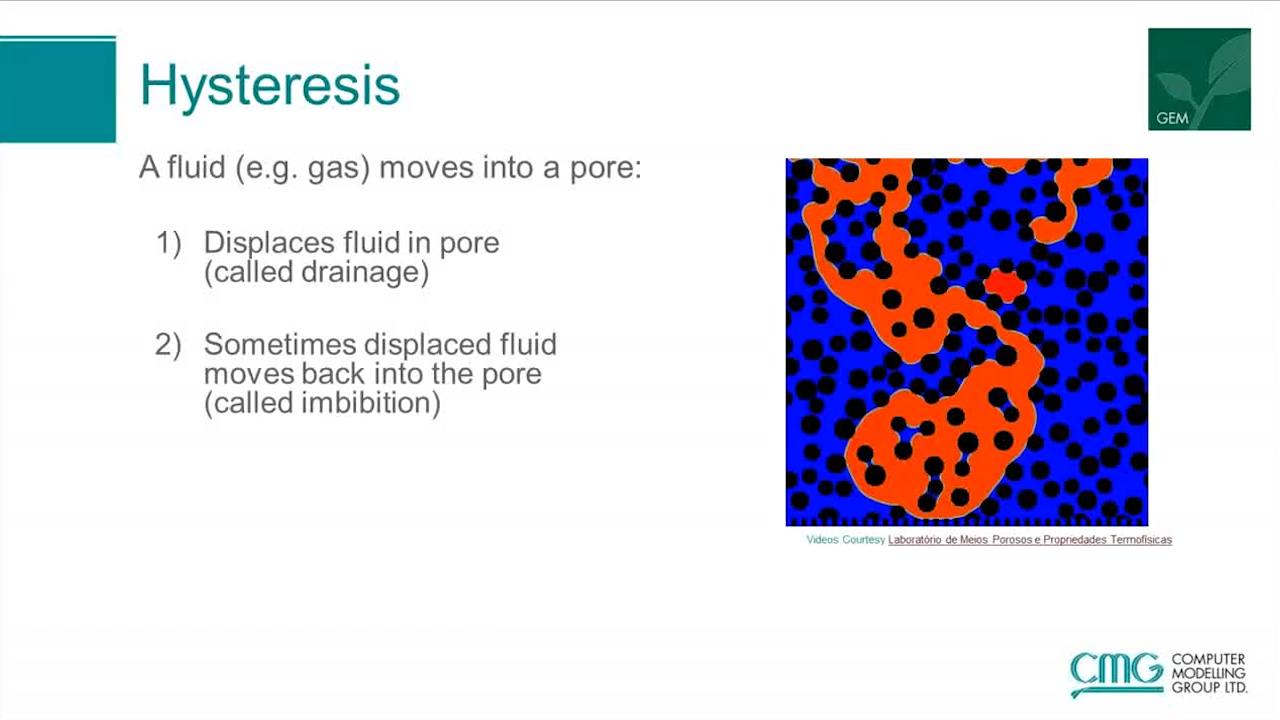 Hysteresis
GEM
A fluid (e.g. gas) moves into a pore:
1) Displaces fluid in pore
(called drainage)
2) Sometimes displaced fluid
moves back into the pore
(called imbibition)
Videos Courtesy Laboratório de Meios Porosos e Propriedades Termofísicas
CMG
COMPUTER
MODELLING
GROUP LTD.